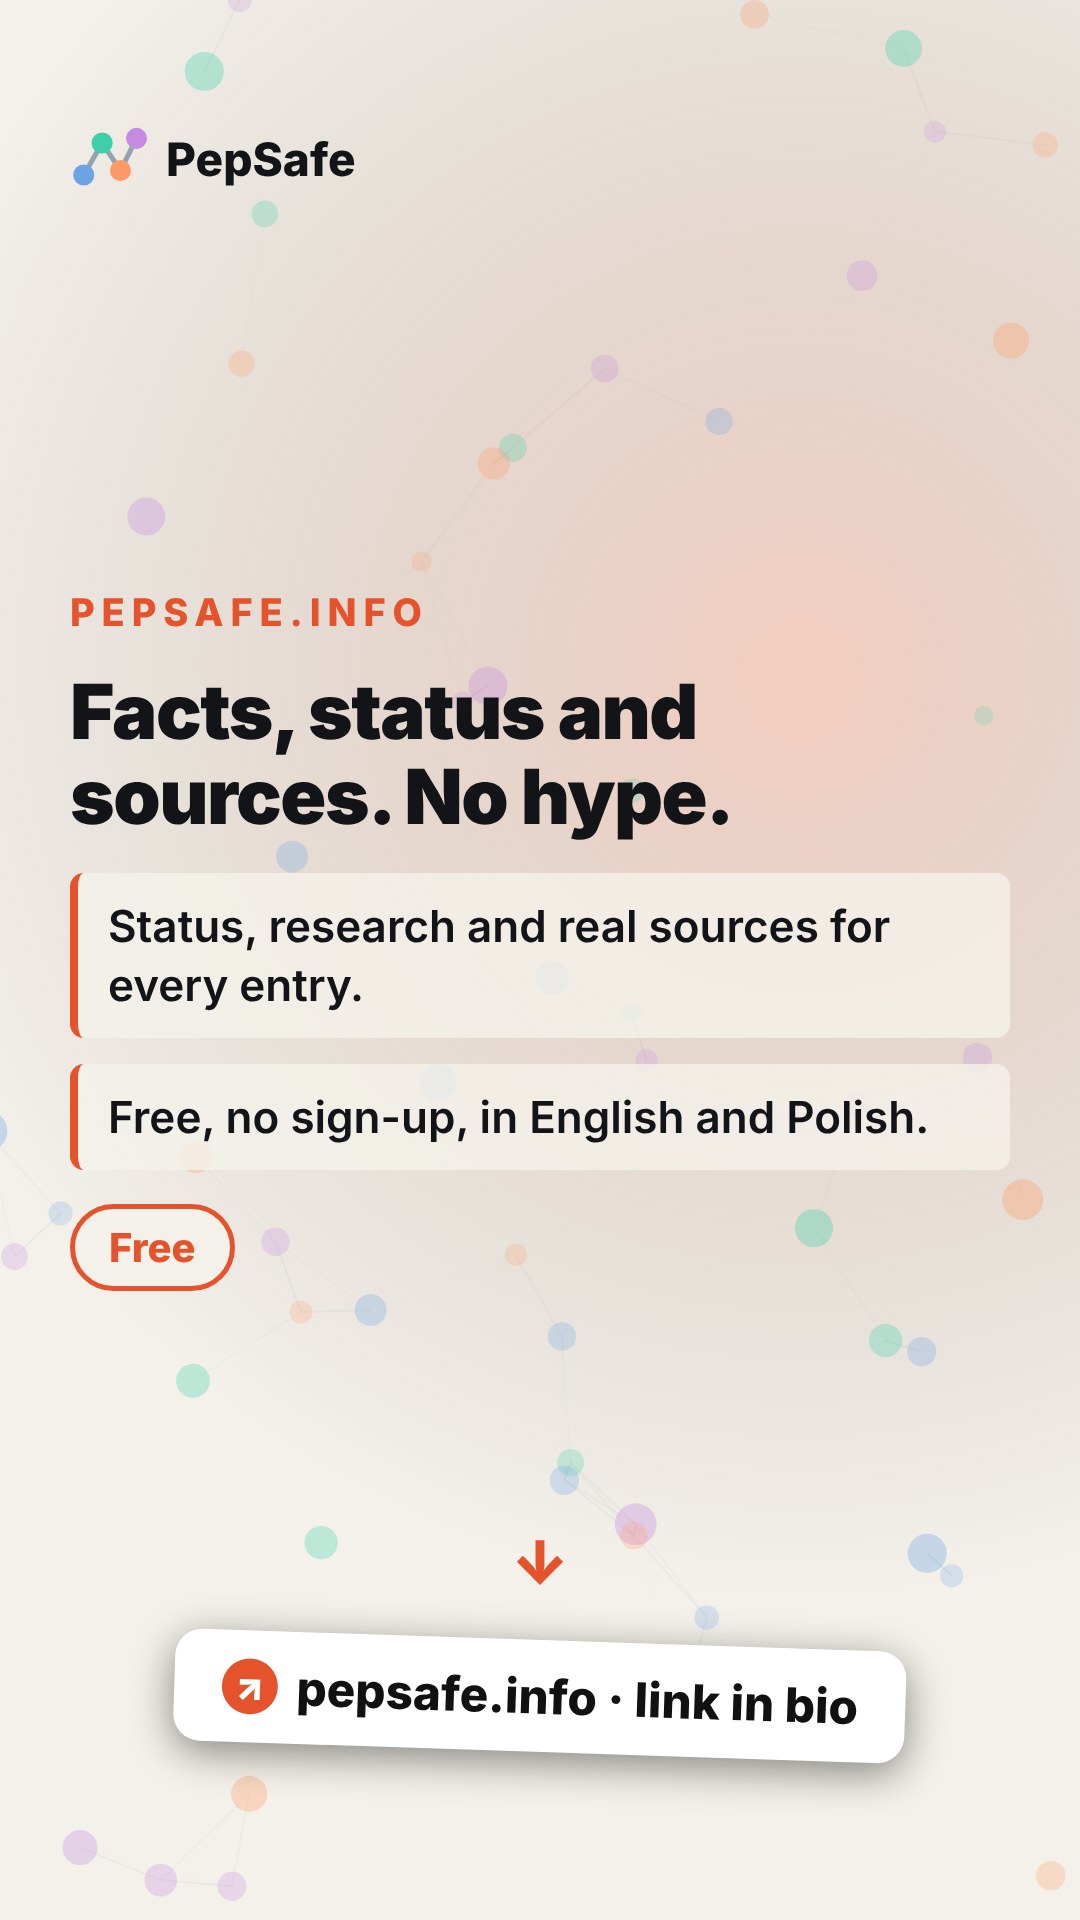 PepSafe
PEPSAFE.INFO
Facts, status and
sources. No hype.
Status, research and real sources for
every entry.
Free, no sign-up, in English and Polish.
Free
pepsafe.info · link in bio